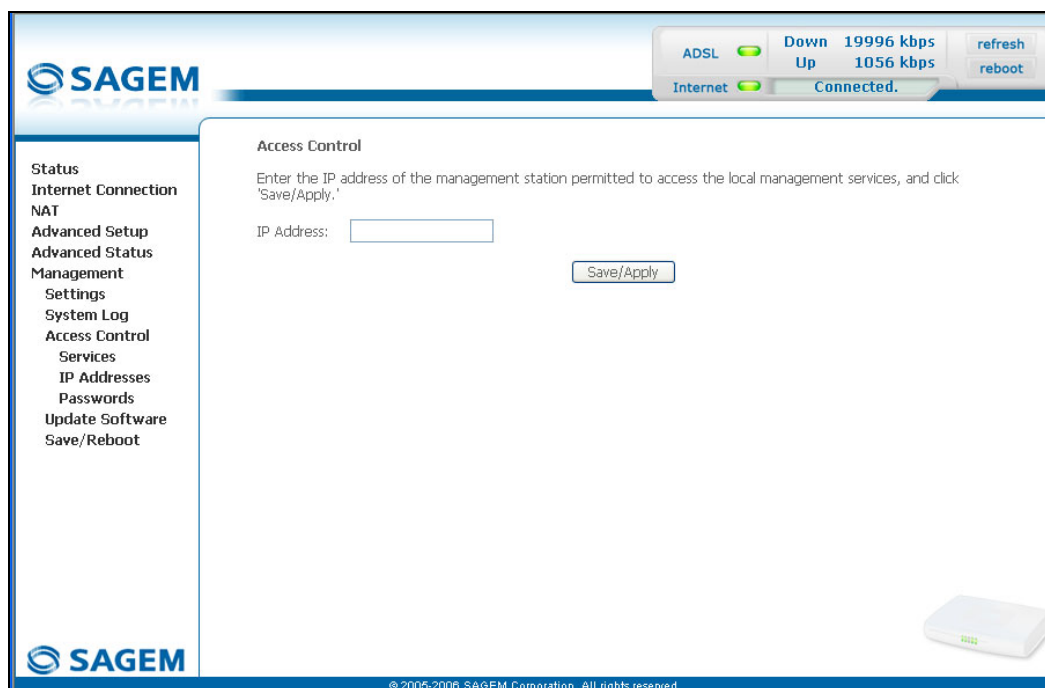 SAGEM
ADSL
Down 19996 kbps
Up 1056 kbps
refresh
reboot
Internet
Connected.
Status
Internet Connection
NAT
Advanced Setup
Advanced Status
Management
Settings
System Log
Access Control
Services
IP Addresses
Passwords
Update Software
Save/Reboot
Access Control
Enter the IP address of the management station permitted to access the local management services, and click
'Save/Apply.'
IP Address:
Save/Apply
SAGEM
© 2005-2006 SAGEM Corporation. All rights reserved.